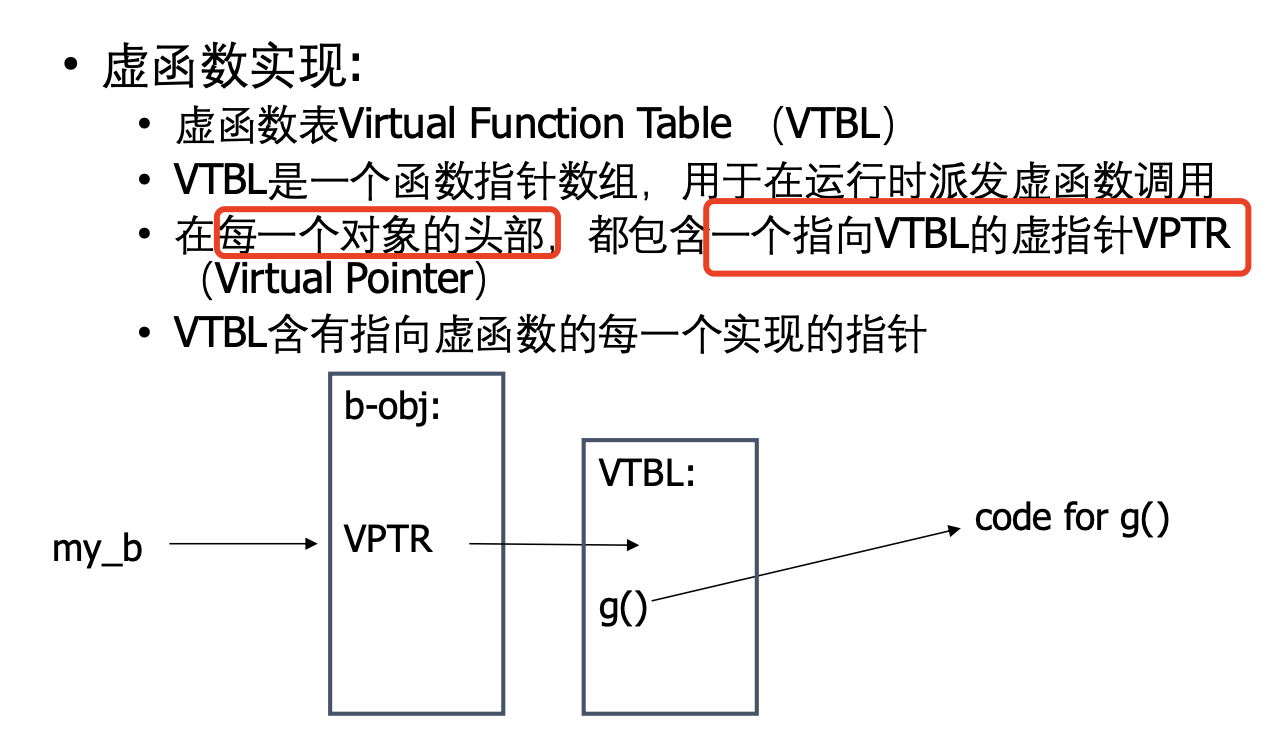 • 虚函数实现:
• 虚函数表Virtual Function Table （VTBL）
• VTBL是一个函数指针数组，用于在运行时派发虚函数调用
• 在每一个对象的头部，都包含一个指向VTBL的虚指针VPTR
（Virtual Pointer）
• VTBL含有指向虚函数的每一个实现的指针
b-obj:
VTBL:
code for g()
my_b
VPTR
g()